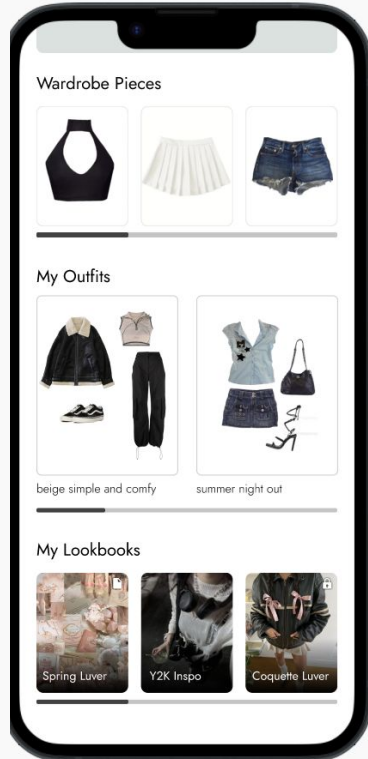 Wardrobe Pieces
My Outfits
beige simple and comfy
summer night out
My Lookbooks
Spring Luver
Y2K Inspo
Coquette Luver